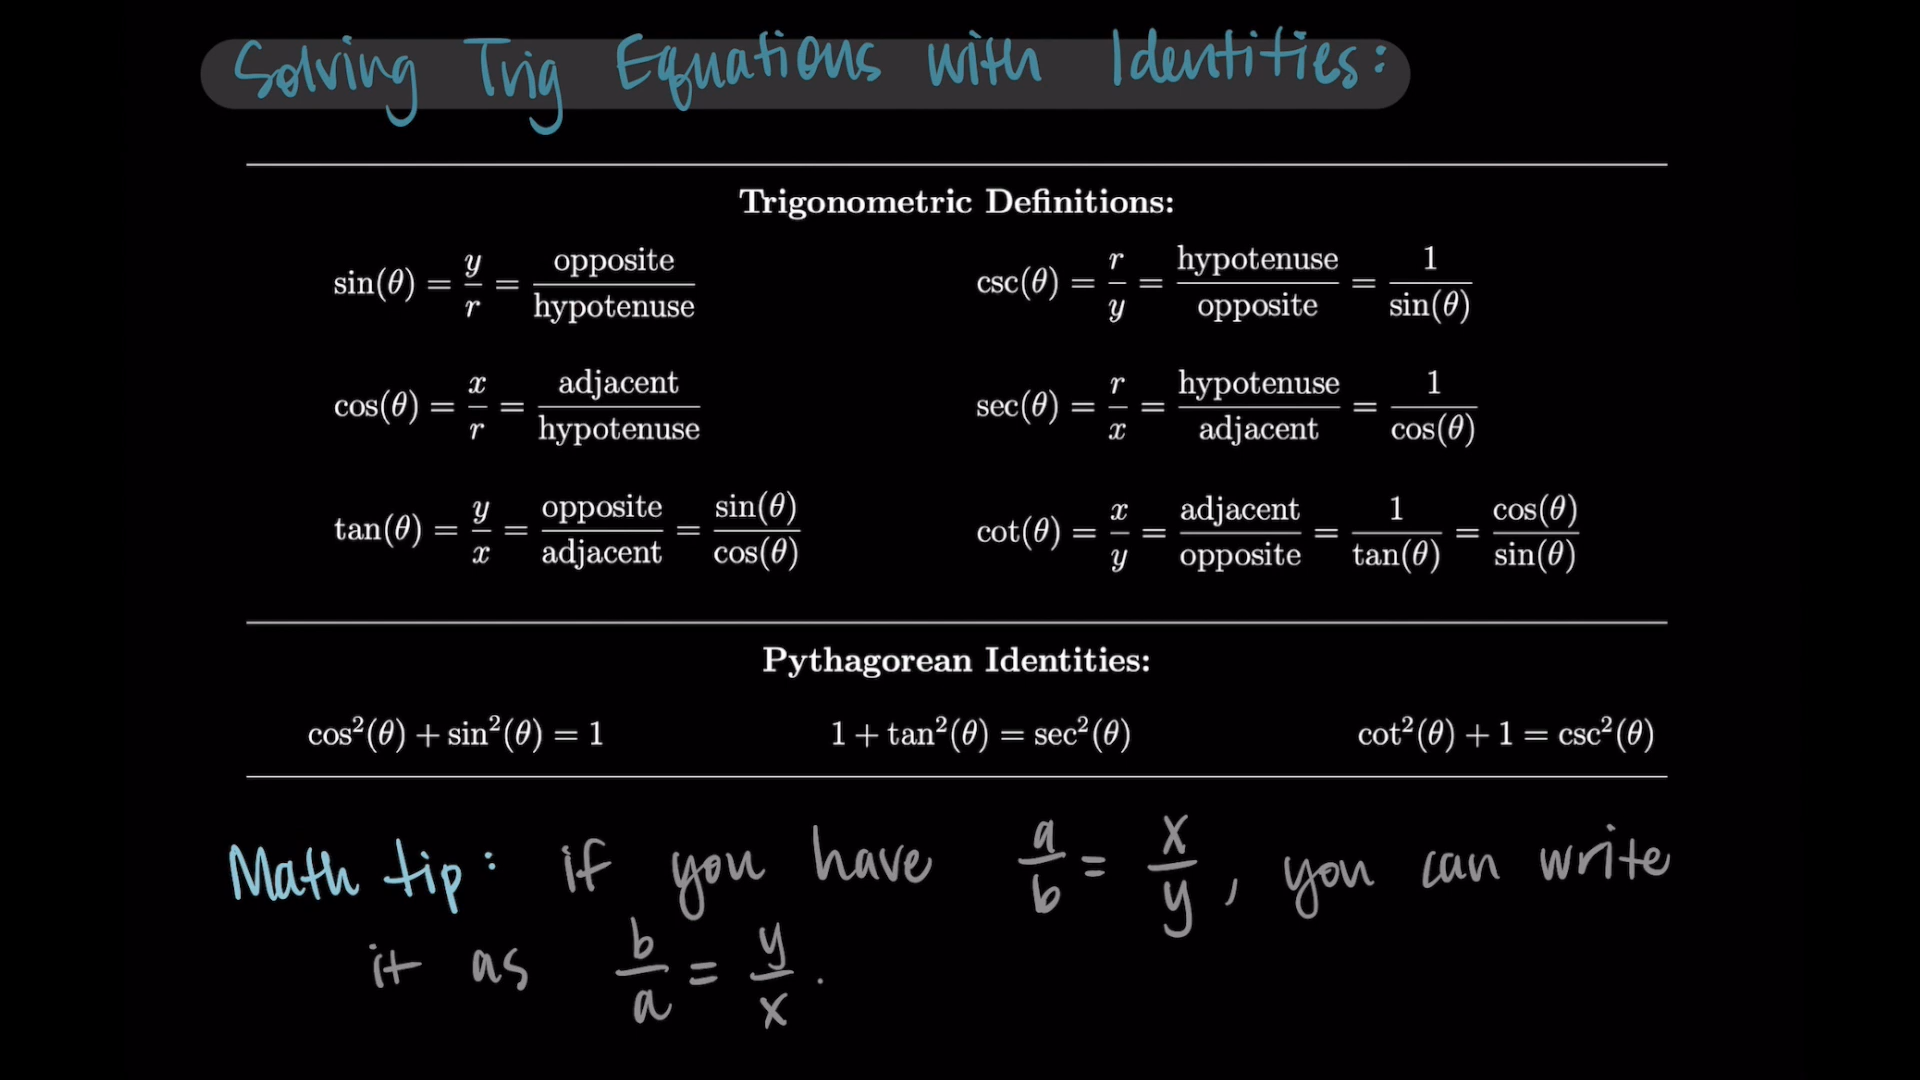 Solving Trig Equations with Identities:
Trigonometric Definitions:
sin(θ) = y/r = opposite/hypotenuse
csc(θ) = r/y = hypotenuse/opposite = 1/sin(θ)
cos(θ) = x/r = adjacent/hypotenuse
sec(θ) = r/x = hypotenuse/adjacent = 1/cos(θ)
tan(θ) = y/x = opposite/adjacent = sin(θ)/cos(θ)
cot(θ) = x/y = adjacent/opposite = 1/tan(θ) = cos(θ)/sin(θ)
Pythagorean Identities:
cos²(θ) + sin²(θ) = 1
1 + tan²(θ) = sec²(θ)
cot²(θ) + 1 = csc²(θ)
Math tip: if you have a/b = x/y, you can write
it as b/a = y/x.